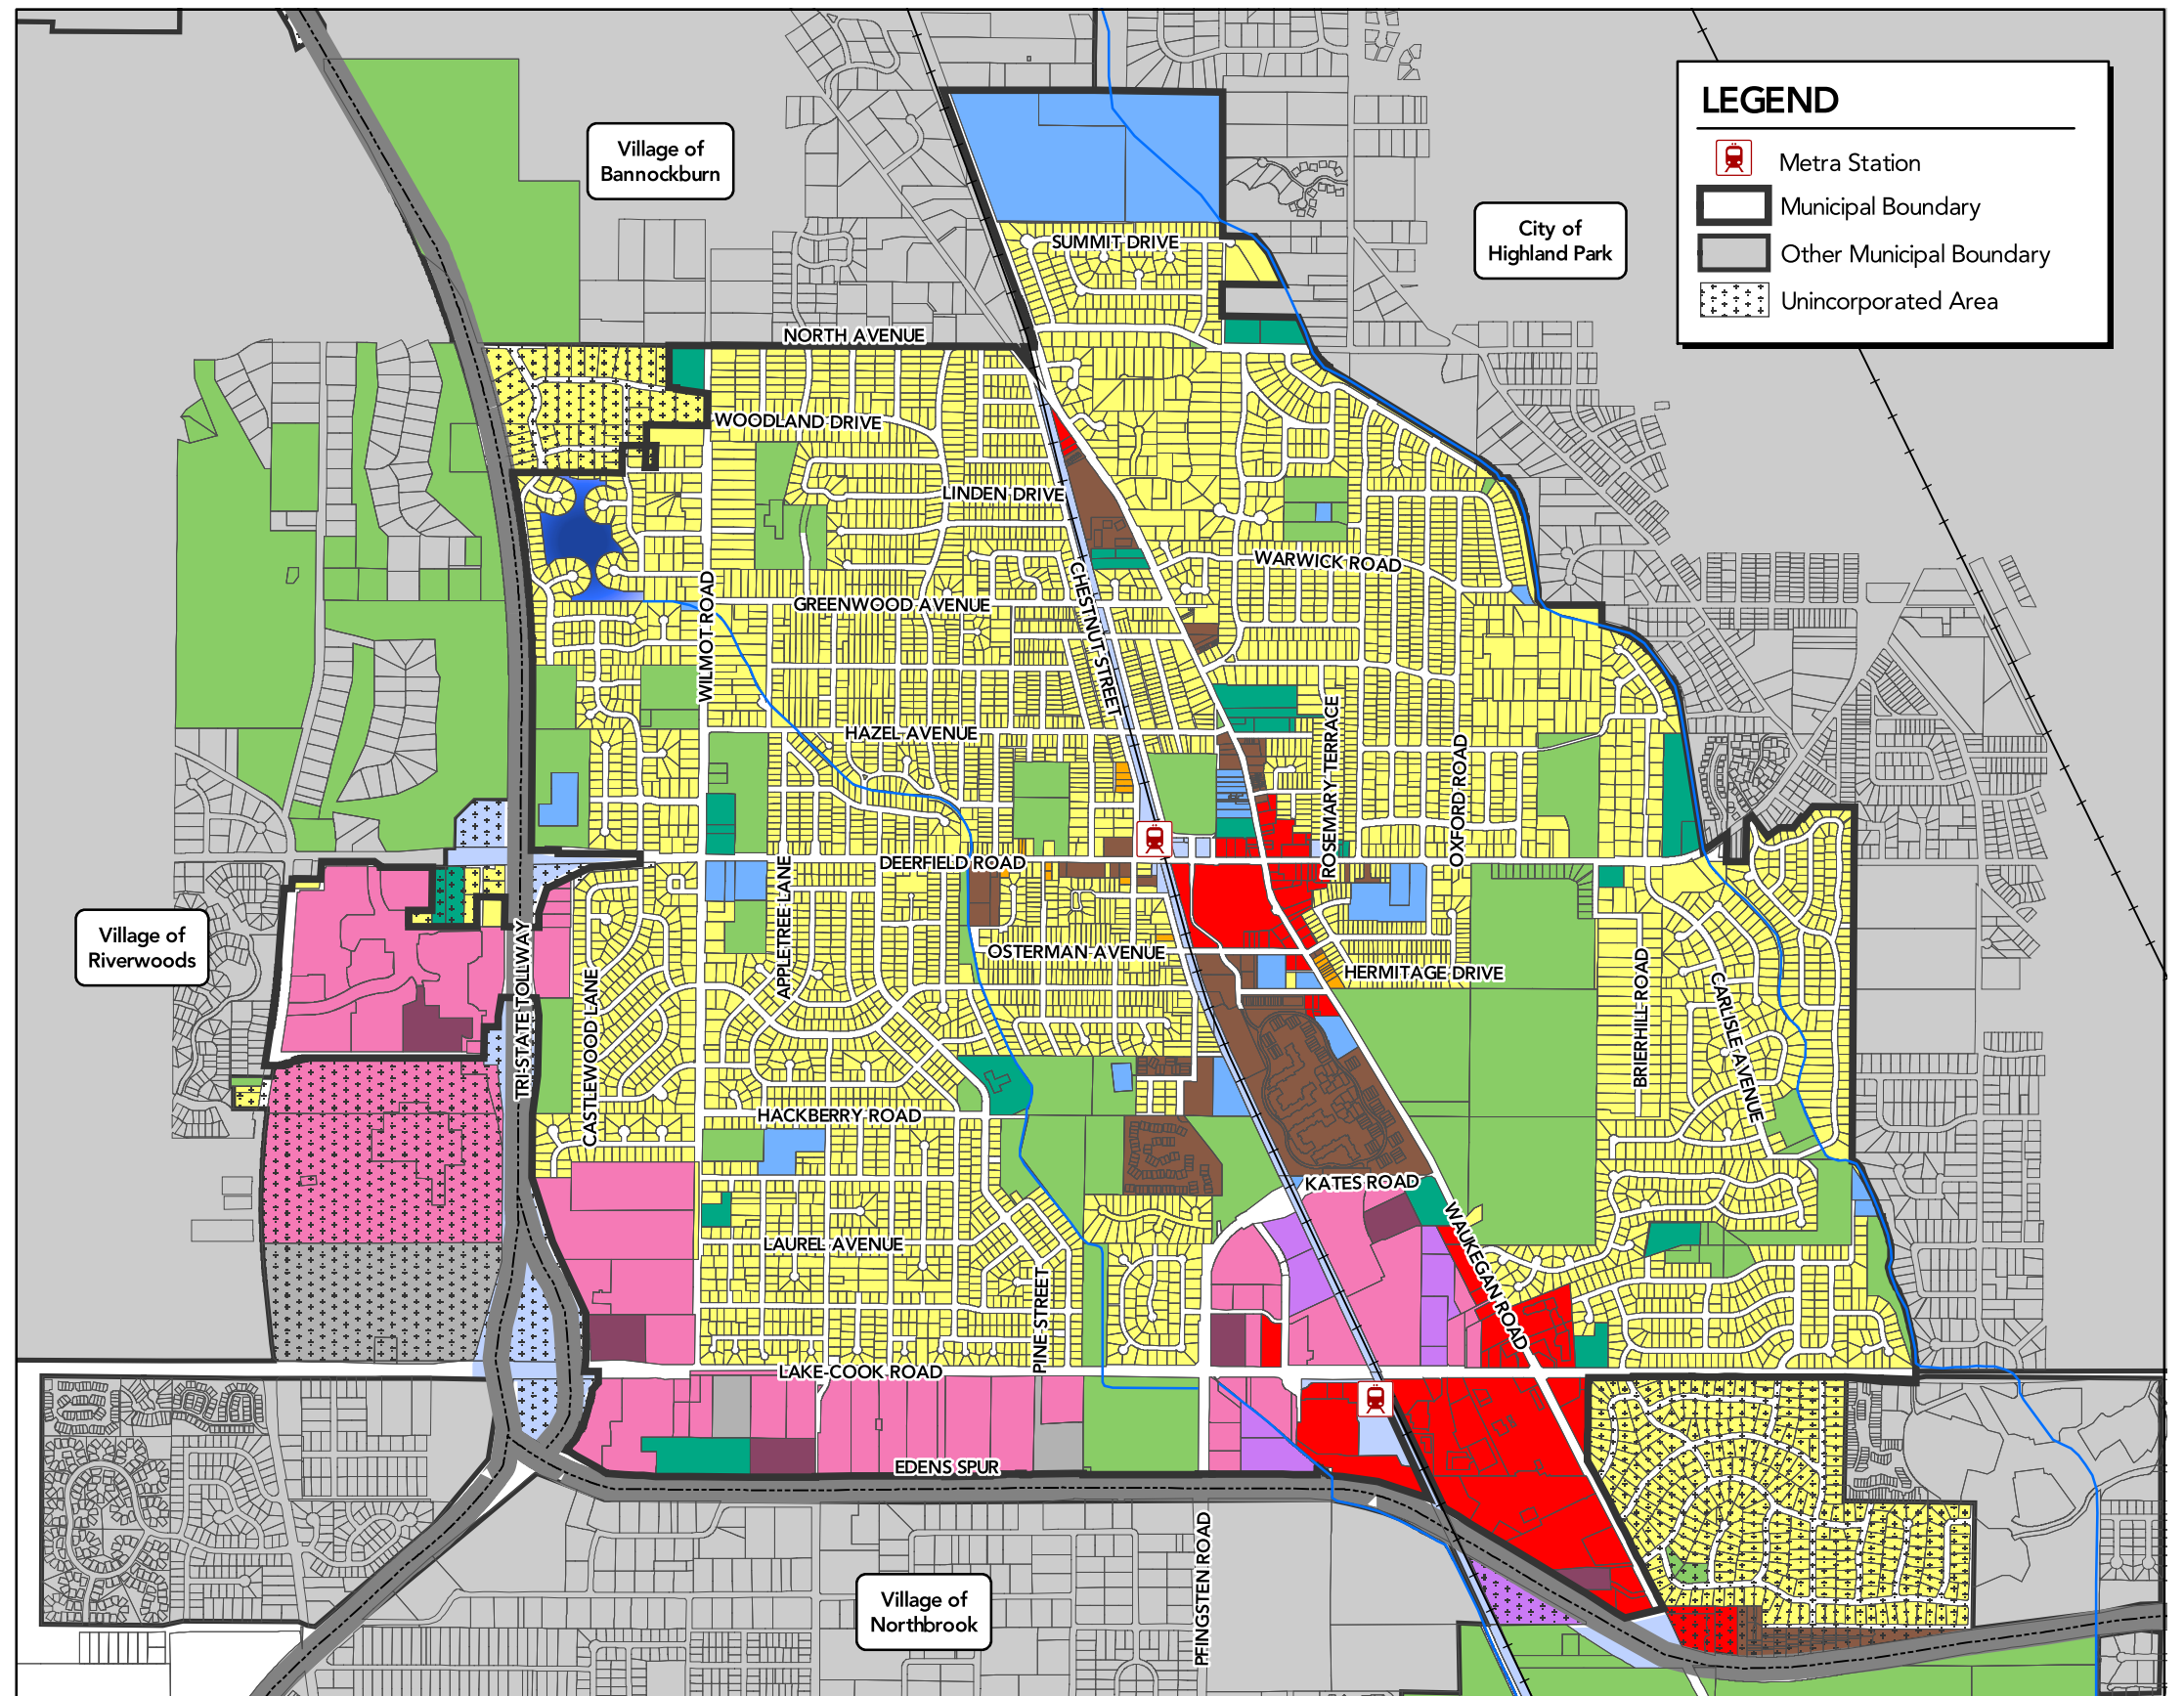 LEGEND
Metra Station
Municipal Boundary
Other Municipal Boundary
Unincorporated Area
Village of
Bannockburn
City of
Highland Park
SUMMIT DRIVE
NORTH AVENUE
WOODLAND DRIVE
LINDEN DRIVE
WARWICK ROAD
CHESTNUT STREET
WILMOT ROAD
GREENWOOD AVENUE
HAZEL AVENUE
ROSEMARY TERRACE
OXFORD ROAD
DEERFIELD ROAD
APPLETREE LANE
Village of
Riverwoods
TRI-STATE TOLLWAY
OSTERMAN AVENUE
HERMITAGE DRIVE
CASTLEWOOD LANE
BRIERHILL ROAD
CARLISLE AVENUE
HACKBERRY ROAD
KATES ROAD
WAUKEGAN ROAD
LAUREL AVENUE
PINE STREET
LAKE-COOK ROAD
EDENS SPUR
PFINGSTEN ROAD
Village of
Northbrook